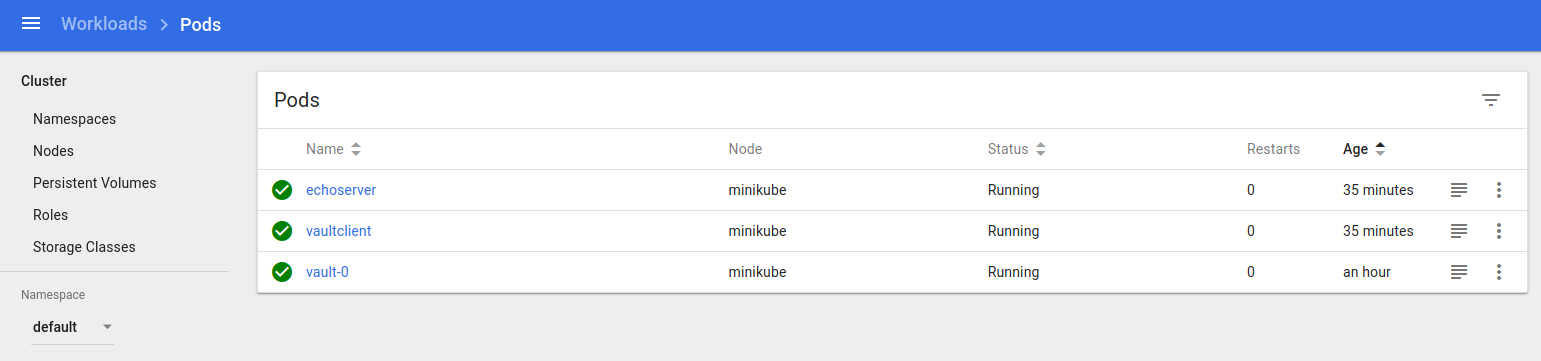 Workloads > Pods
Cluster
Namespaces
Nodes
Persistent Volumes
Roles
Storage Classes
Namespace
default
Pods
Name Node Status Restarts Age
echoserver minikube Running 0 35 minutes
vaultclient minikube Running 0 35 minutes
vault-0 minikube Running 0 an hour